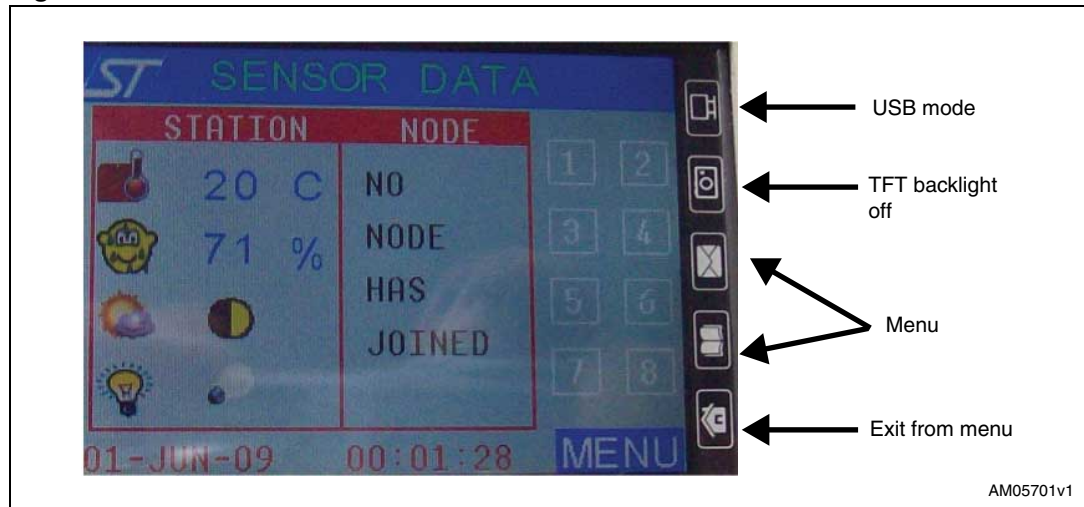 ST SENSOR DATA
STATION NODE
20 C
71 %
NO
NODE
HAS
JOINED
1 2
3 4
5 6
7 8
01-JUN-09 00:01:28 MENU
USB mode
TFT backlight
off
Menu
Exit from menu
AM05701v1